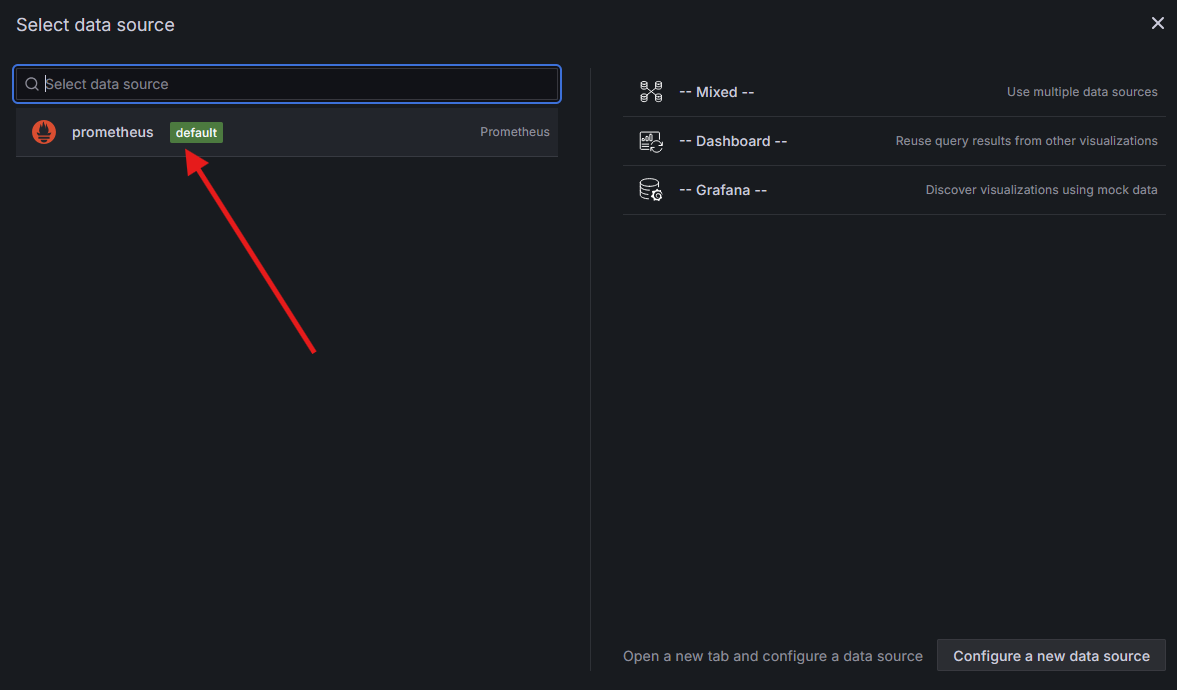 Select data source
Select data source
prometheus default Prometheus
-- Mixed -- Use multiple data sources
-- Dashboard -- Reuse query results from other visualizations
-- Grafana -- Discover visualizations using mock data
Open a new tab and configure a data source Configure a new data source